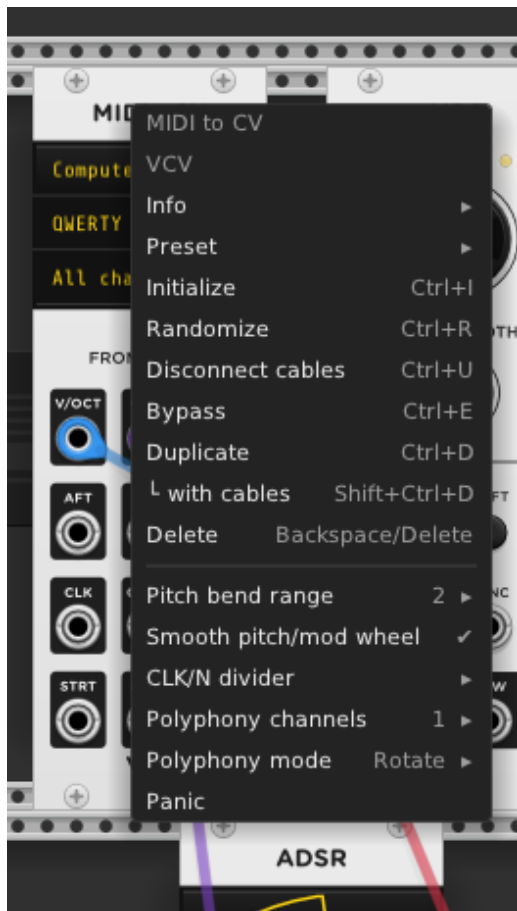 MIDI to CV
VCV
Info
Preset
Initialize Ctrl+I
Randomize Ctrl+R
Disconnect cables Ctrl+U
Bypass Ctrl+E
Duplicate Ctrl+D
└ with cables Shift+Ctrl+D
Delete Backspace/Delete
Pitch bend range 2
Smooth pitch/mod wheel ✔
CLK/N divider
Polyphony channels 1
Polyphony mode Rotate
Panic
QWERTY
V/OCT
AFT
CLK
STRT
ADSR